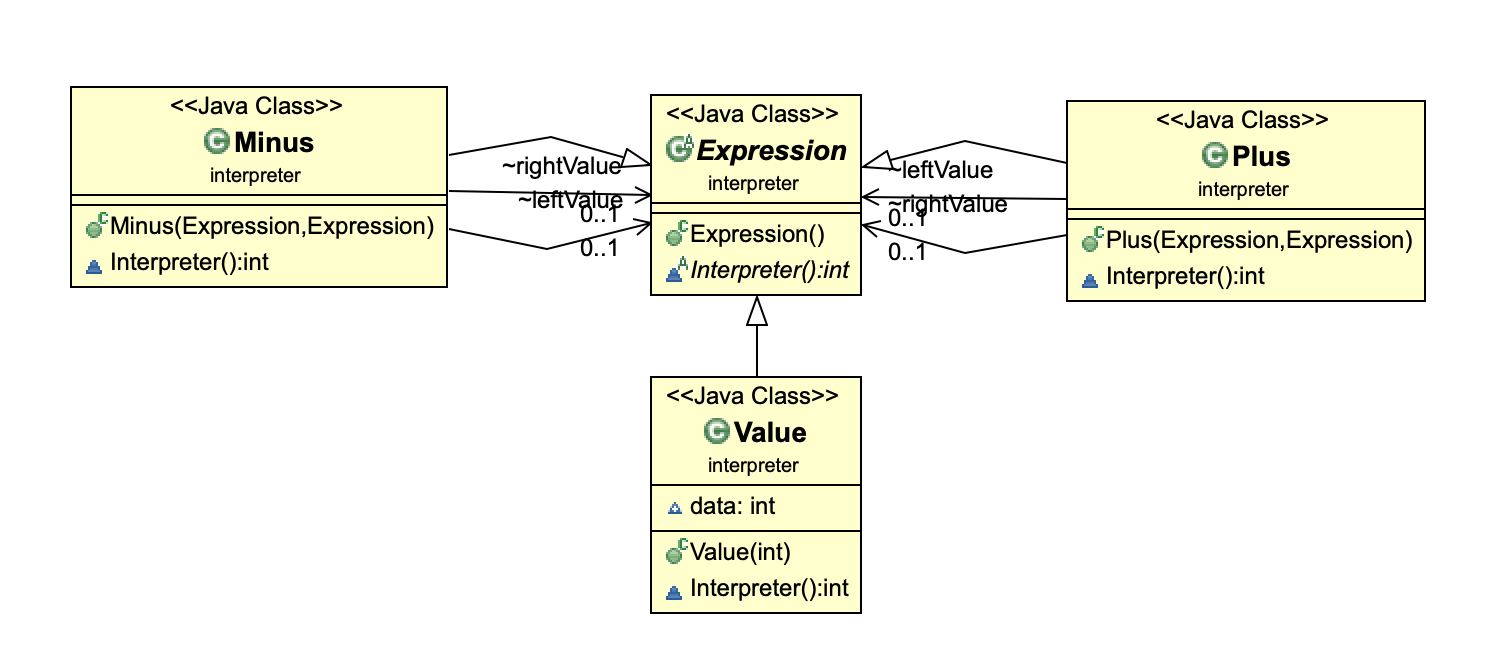 <<Java Class>>
Minus
interpreter
Minus(Expression,Expression)
Interpreter():int
~rightValue
~leftValue
0..1
0..1
<<Java Class>>
Expression
interpreter
Expression()
Interpreter():int
~leftValue
~rightValue
0..1
0..1
<<Java Class>>
Plus
interpreter
Plus(Expression,Expression)
Interpreter():int
<<Java Class>>
Value
interpreter
data: int
Value(int)
Interpreter():int